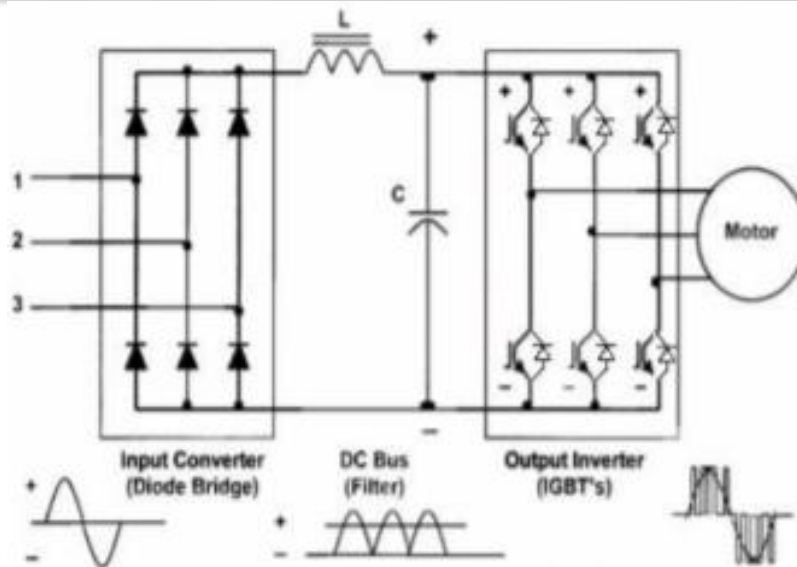 L
+
+ + +
1
C
2
Motor
3
- - -
-
Input Converter
(Diode Bridge)
DC Bus
(Filter)
Output Inverter
(IGBT's)
+
-
+
-